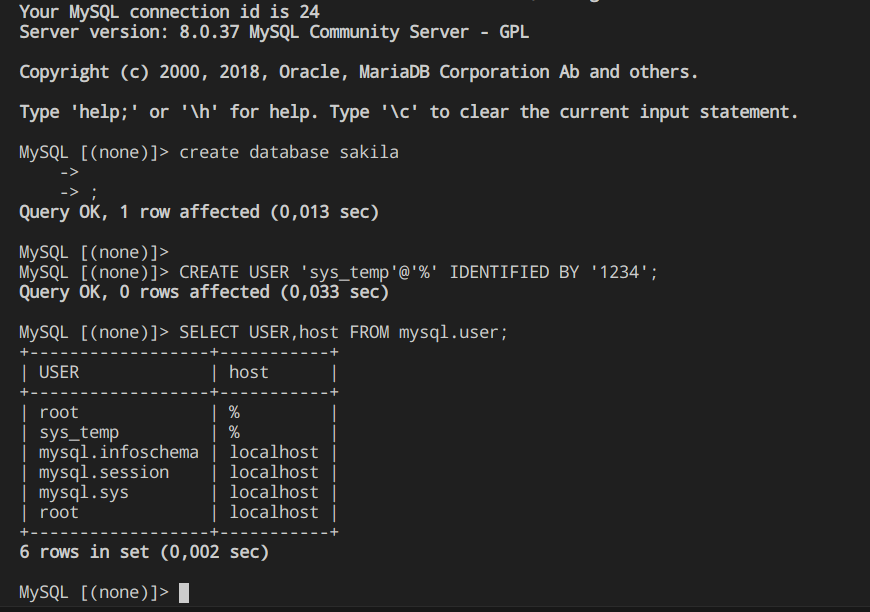 Your MySQL connection id is 24
Server version: 8.0.37 MySQL Community Server - GPL
Copyright (c) 2000, 2018, Oracle, MariaDB Corporation Ab and others.
Type 'help;' or '\h' for help. Type '\c' to clear the current input statement.
MySQL [(none)]> create database sakila
    ->
    -> ;
Query OK, 1 row affected (0,013 sec)
MySQL [(none)]>
MySQL [(none)]> CREATE USER 'sys_temp'@'%' IDENTIFIED BY '1234';
Query OK, 0 rows affected (0,033 sec)
MySQL [(none)]> SELECT USER,host FROM mysql.user;
+------------------+-----------+
| USER             | host      |
+------------------+-----------+
| root             | %         |
| sys_temp         | %         |
| mysql.infoschema | localhost |
| mysql.session    | localhost |
| mysql.sys        | localhost |
| root             | localhost |
+------------------+-----------+
6 rows in set (0,002 sec)
MySQL [(none)]>